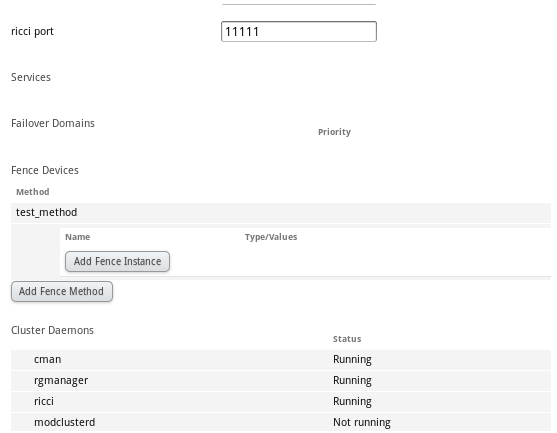 ricci port 11111
Services
Failover Domains
Priority
Fence Devices
Method
test_method
Name Type/Values
Add Fence Instance
Add Fence Method
Cluster Daemons
Status
cman Running
rgmanager Running
ricci Running
modclusterd Not running